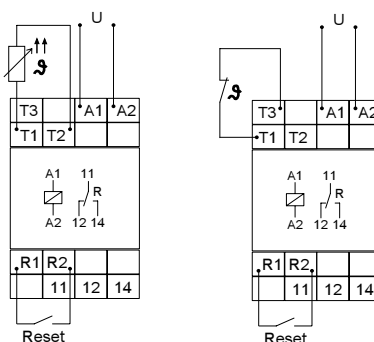 U
ϑ
T3 A1 A2
T1 T2
A1 11
R
A2 12 14
R1 R2
11 12 14
Reset
U
ϑ
T3 A1 A2
T1 T2
A1 11
R
A2 12 14
R1 R2
11 12 14
Reset